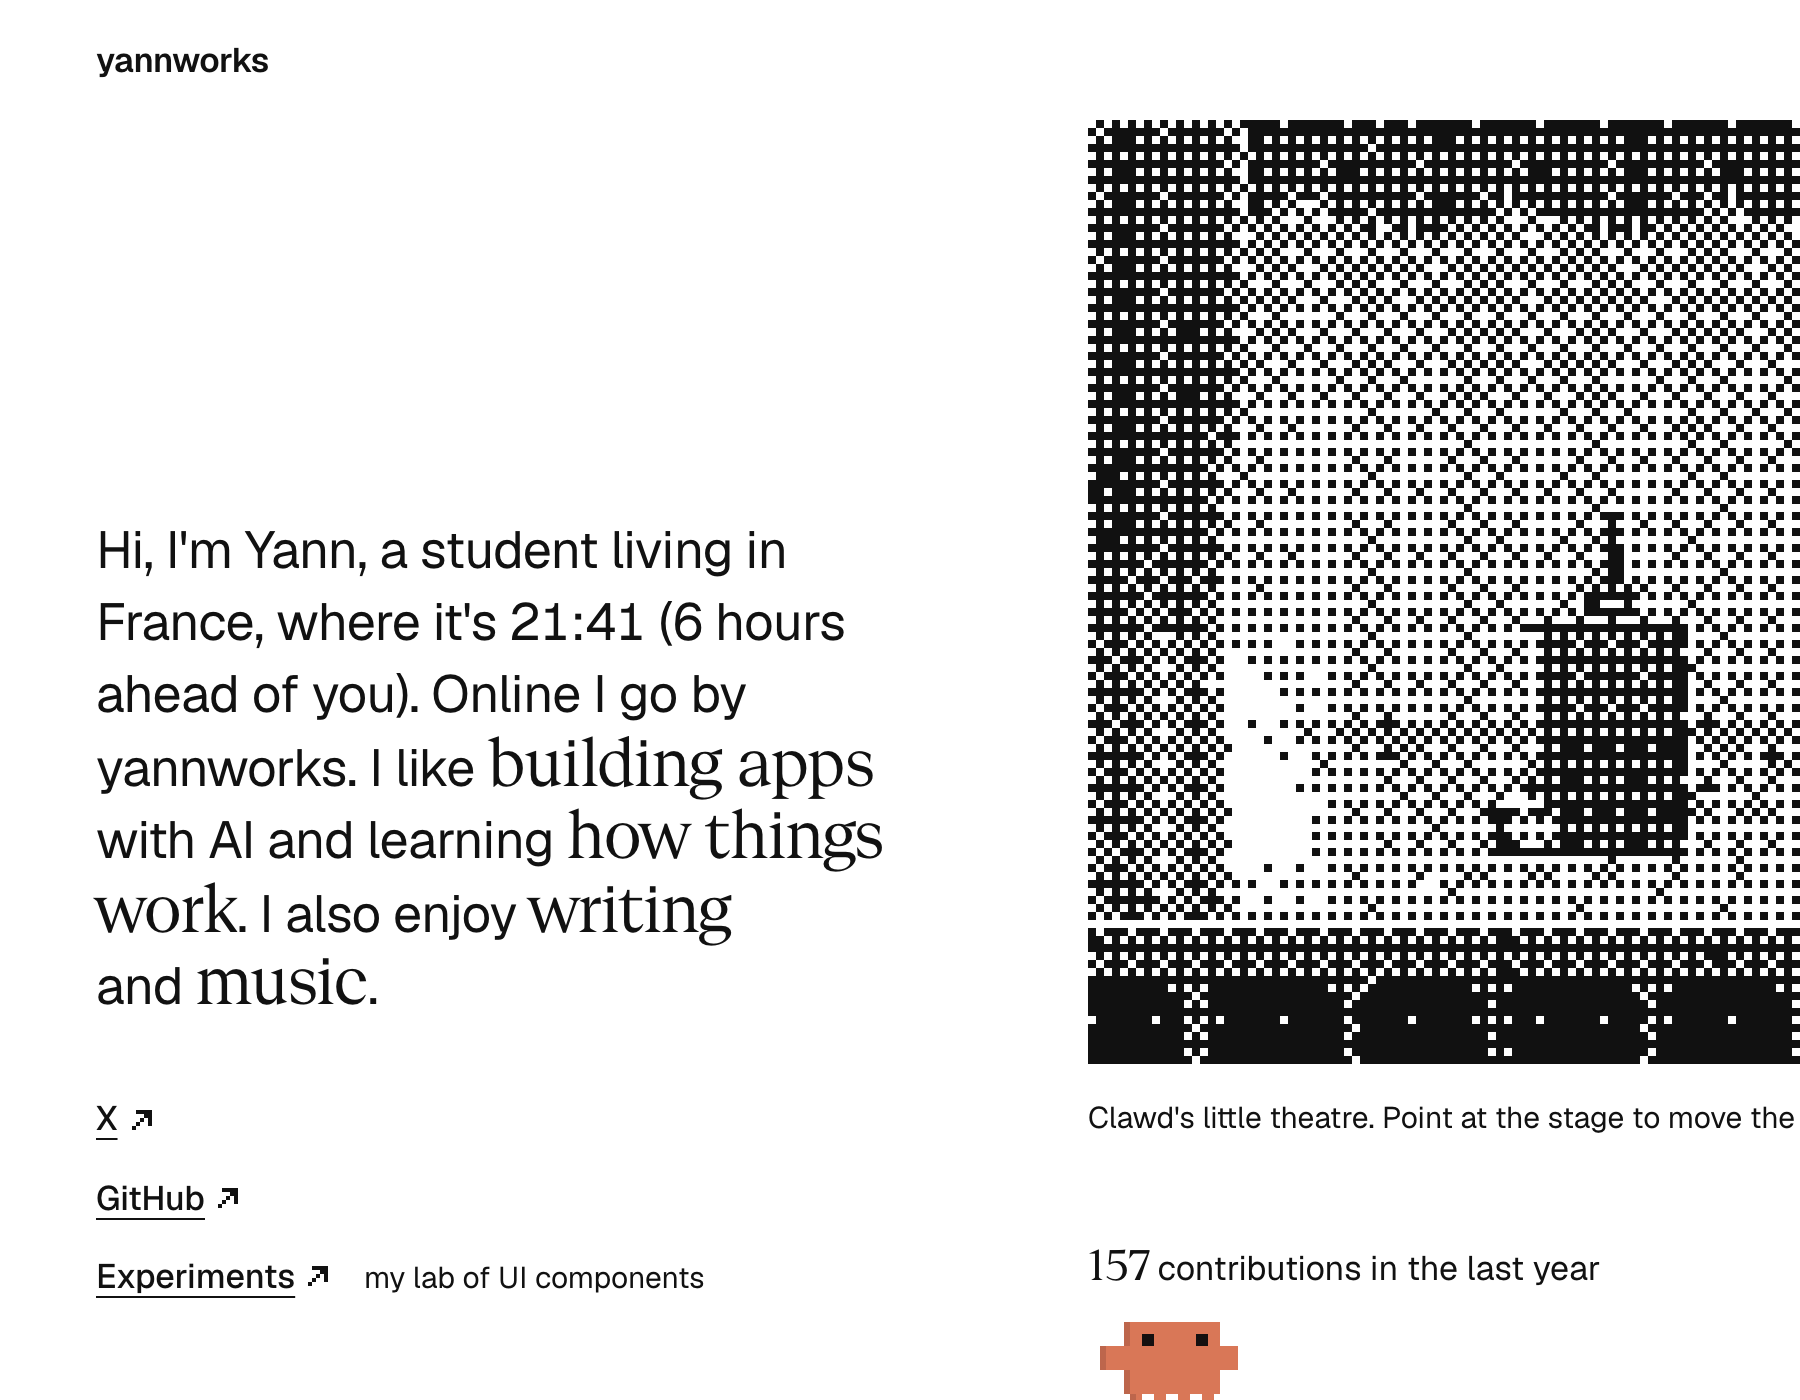 yannworks
Hi, I'm Yann, a student living in
France, where it's 21:41 (6 hours
ahead of you). Online I go by
yannworks. I like building apps
with AI and learning how things
work. I also enjoy writing
and music.
X
GitHub
Experiments my lab of UI components
Clawd's little theatre. Point at the stage to move the
157 contributions in the last year